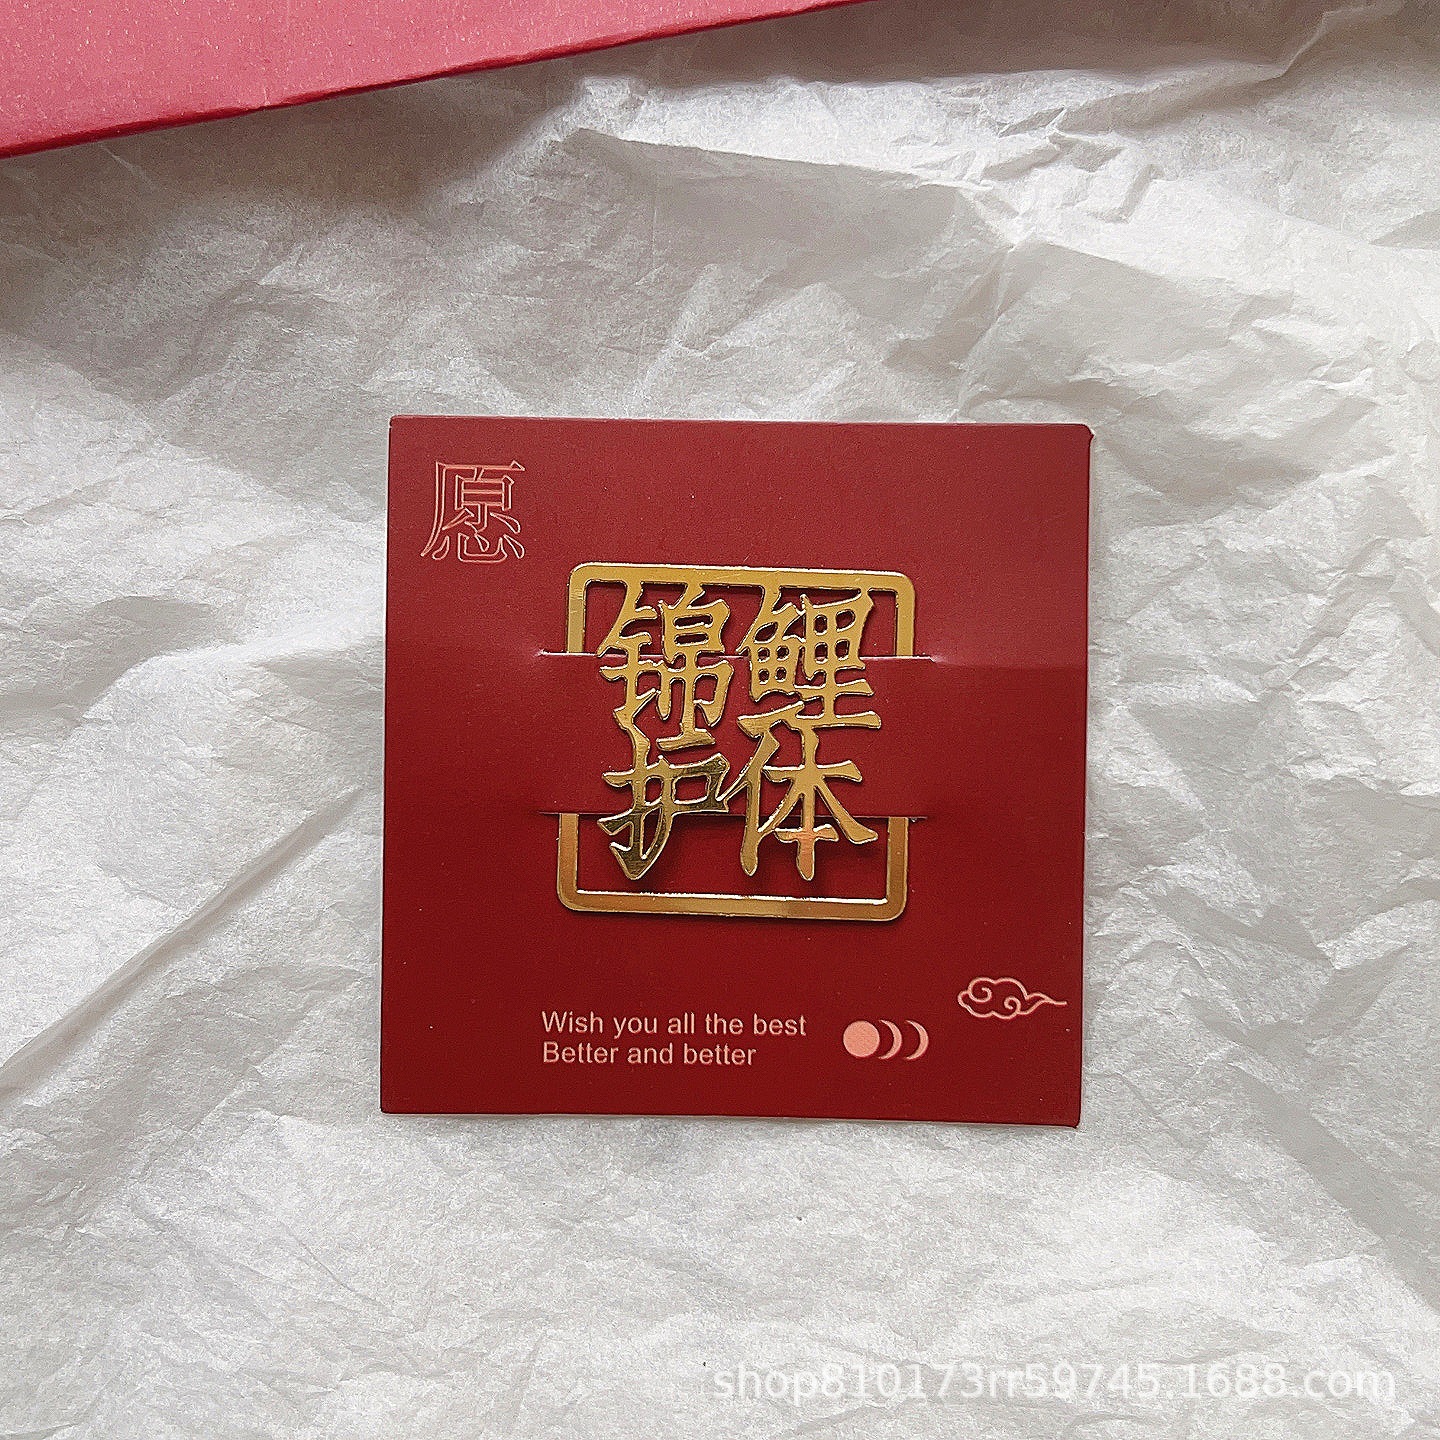 愿
锦鲤
护体
Wish you all the best
Better and better
shop810173rr59745.1688.com